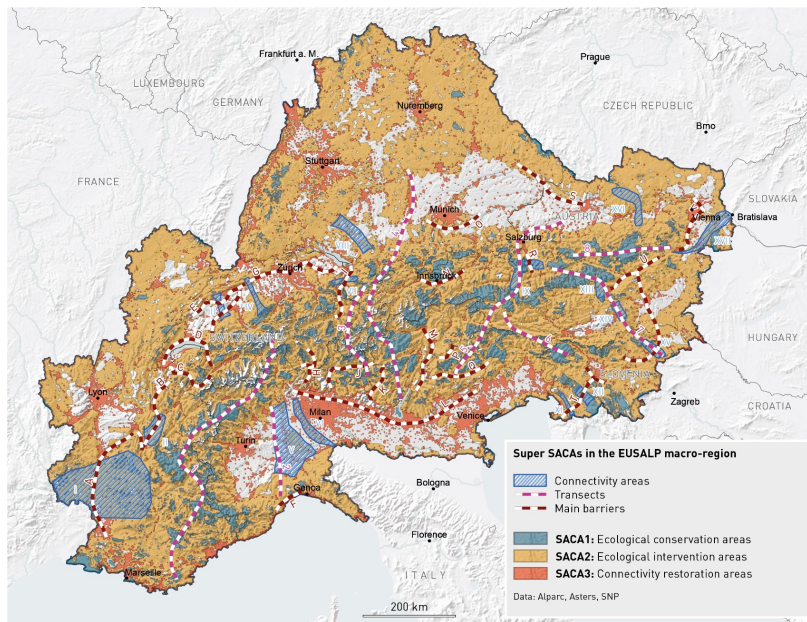 Frankfurt a. M.
Prague
LUXEMBOURG
GERMANY
CZECH REPUBLIC
Nuremberg
Brno
Stuttgart
FRANCE
SLOVAKIA
Munich
AUSTRIA
Vienna
Bratislava
Salzburg
Zurich
Innsbruck
SWITZERLAND
HUNGARY
SLOVENIA
Lyon
Zagreb
CROATIA
Milan
Venice
Turin
Bologna
Genoa
Florence
Marseille
ITALY
Super SACAs in the EUSALP macro-region
Connectivity areas
Transects
Main barriers
SACA1: Ecological conservation areas
SACA2: Ecological intervention areas
SACA3: Connectivity restoration areas
Data: Alparc, Asters, SNP
200 km